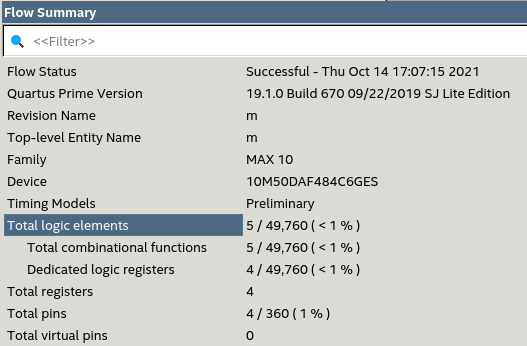 Flow Summary
<<Filter>>
Flow Status Successful - Thu Oct 14 17:07:15 2021
Quartus Prime Version 19.1.0 Build 670 09/22/2019 SJ Lite Edition
Revision Name m
Top-level Entity Name m
Family MAX 10
Device 10M50DAF484C6GES
Timing Models Preliminary
Total logic elements 5 / 49,760 ( < 1 % )
Total combinational functions 5 / 49,760 ( < 1 % )
Dedicated logic registers 4 / 49,760 ( < 1 % )
Total registers 4
Total pins 4 / 360 ( 1 % )
Total virtual pins 0